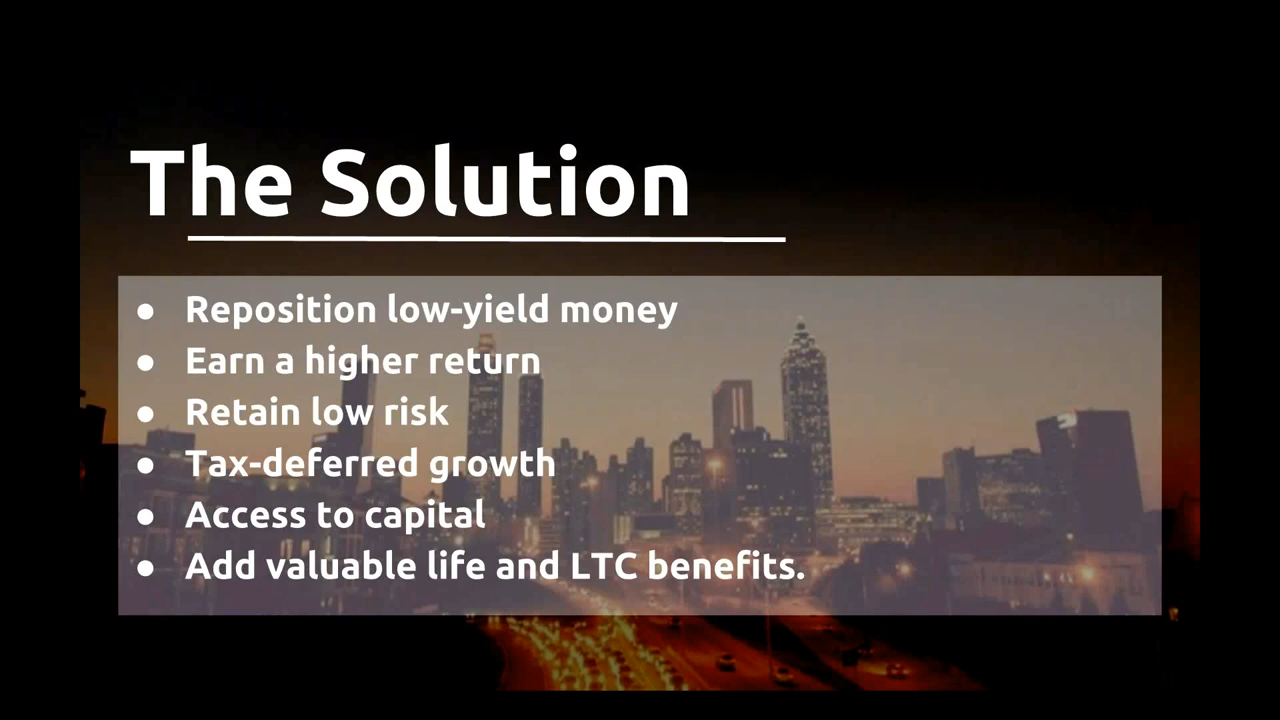 The Solution
● Reposition low-yield money
● Earn a higher return
● Retain low risk
● Tax-deferred growth
● Access to capital
● Add valuable life and LTC benefits.